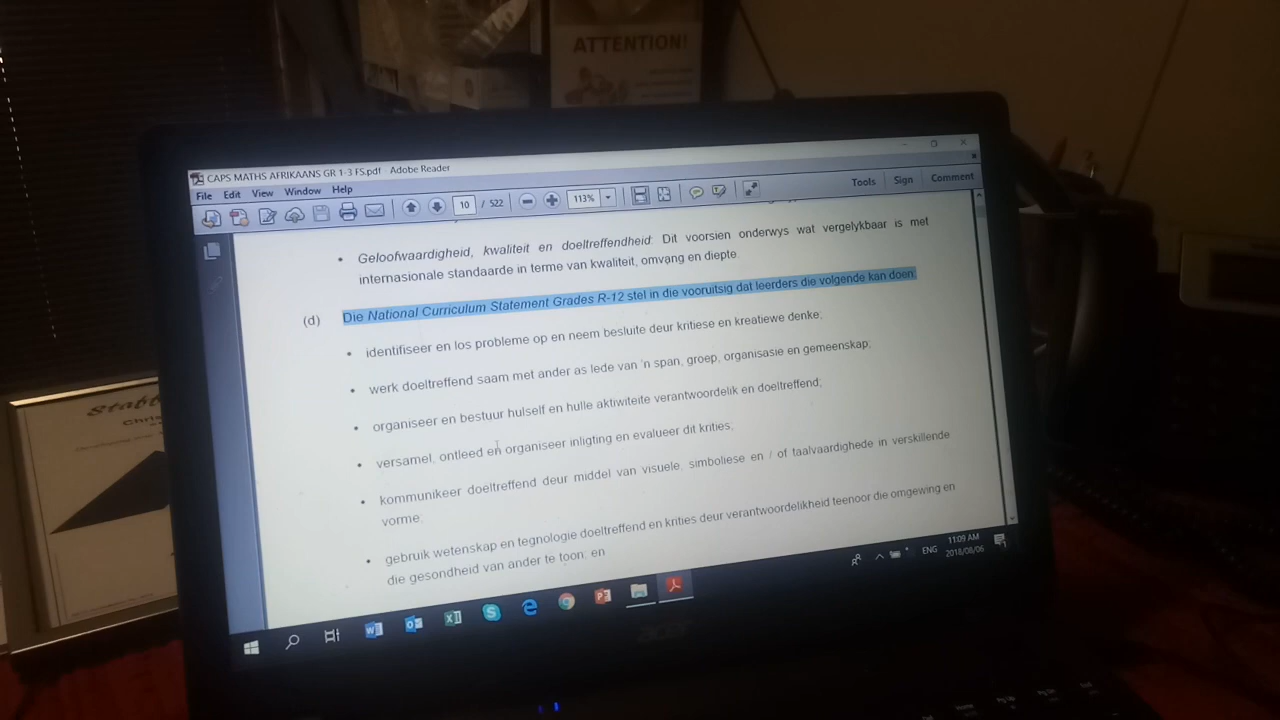 ATTENTION!
CAPS MATHS AFRIKAANS GR 1-3 FS.pdf - Adobe Reader
File Edit View Window Help
10 / 522 113% Tools Sign Comment
• Geloofwaardigheid, kwaliteit en doeltreffendheid: Dit voorsien onderwys wat vergelykbaar is met
internasionale standaarde in terme van kwaliteit, omvang en diepte.
(d) Die National Curriculum Statement Grades R-12 stel in die vooruitsig dat leerders die volgende kan doen:
• identifiseer en los probleme op en neem besluite deur kritiese en kreatiewe denke;
• werk doeltreffend saam met ander as lede van 'n span, groep, organisasie en gemeenskap;
• organiseer en bestuur hulself en hulle aktiwiteite verantwoordelik en doeltreffend;
• versamel, ontleed en organiseer inligting en evalueer dit krities;
• kommunikeer doeltreffend deur middel van visuele, simboliese en / of taalvaardighede in verskillende
vorme;
• gebruik wetenskap en tegnologie doeltreffend en krities deur verantwoordelikheid teenoor die omgewing en
die gesondheid van ander te toon; en
ENG 11:09 AM
2018/08/06
acer